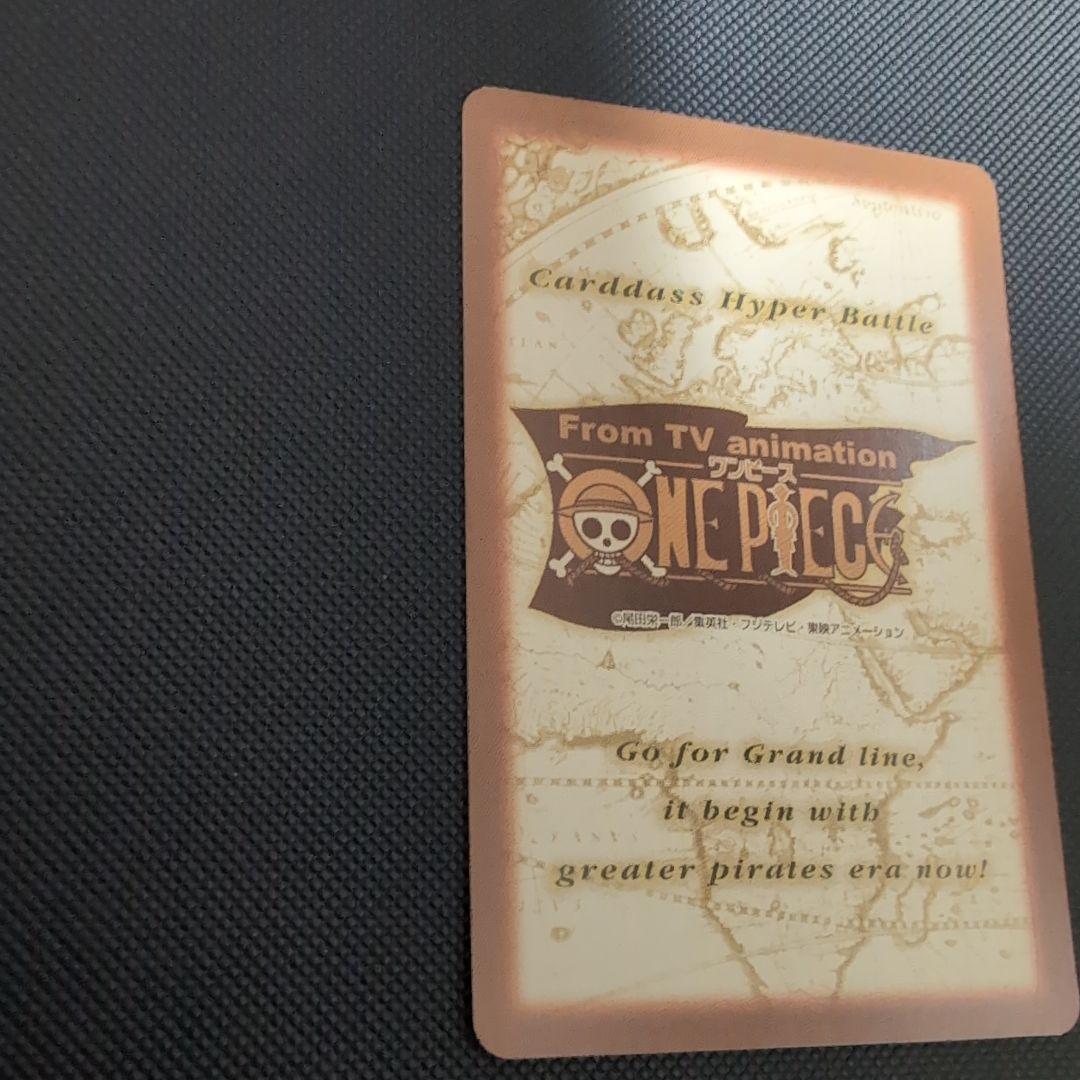 Carddass Hyper Battle
From TV animation
ワンピース
ONE PIECE
©尾田栄一郎／集英社・フジテレビ・東映アニメーション
Go for Grand line,
it begin with
greater pirates era now!